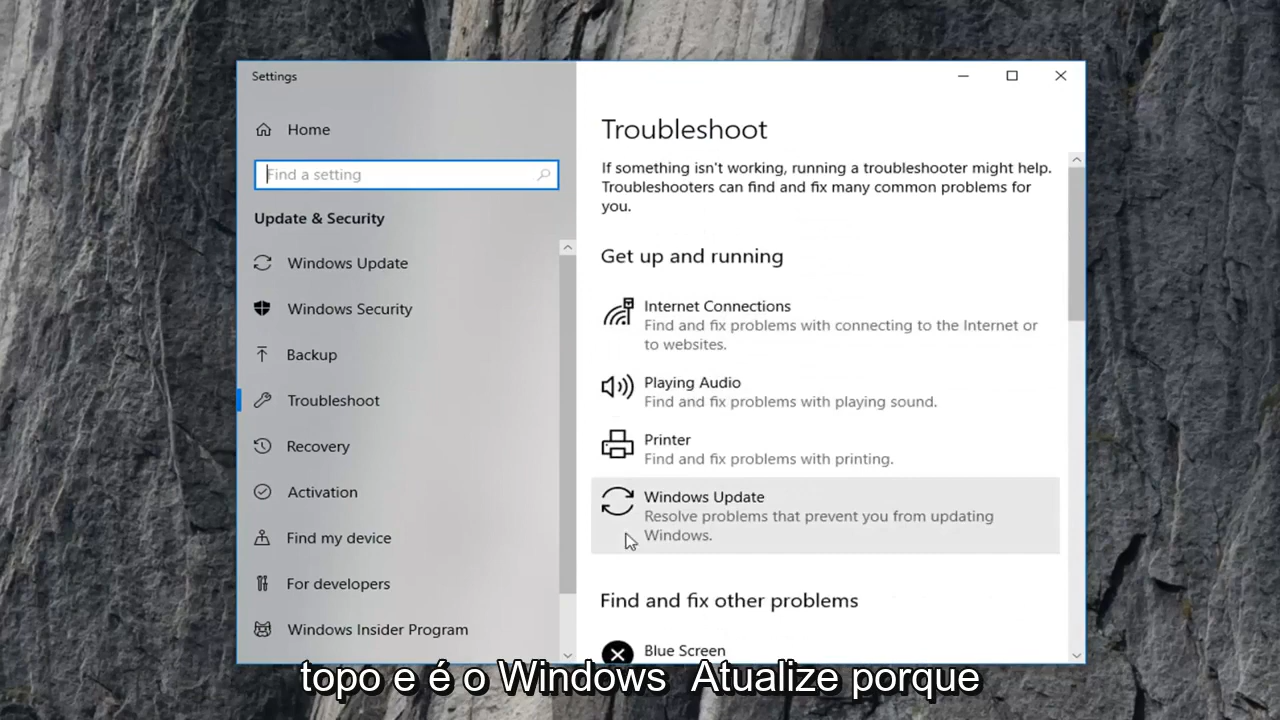 Settings
Home
Find a setting
Update & Security
Windows Update
Windows Security
Backup
Troubleshoot
Recovery
Activation
Find my device
For developers
Windows Insider Program
Troubleshoot
If something isn't working, running a troubleshooter might help.
Troubleshooters can find and fix many common problems for
you.
Get up and running
Internet Connections
Find and fix problems with connecting to the Internet or
to websites.
Playing Audio
Find and fix problems with playing sound.
Printer
Find and fix problems with printing.
Windows Update
Resolve problems that prevent you from updating
Windows.
Find and fix other problems
Blue Screen
topo e é o Windows Atualize porque